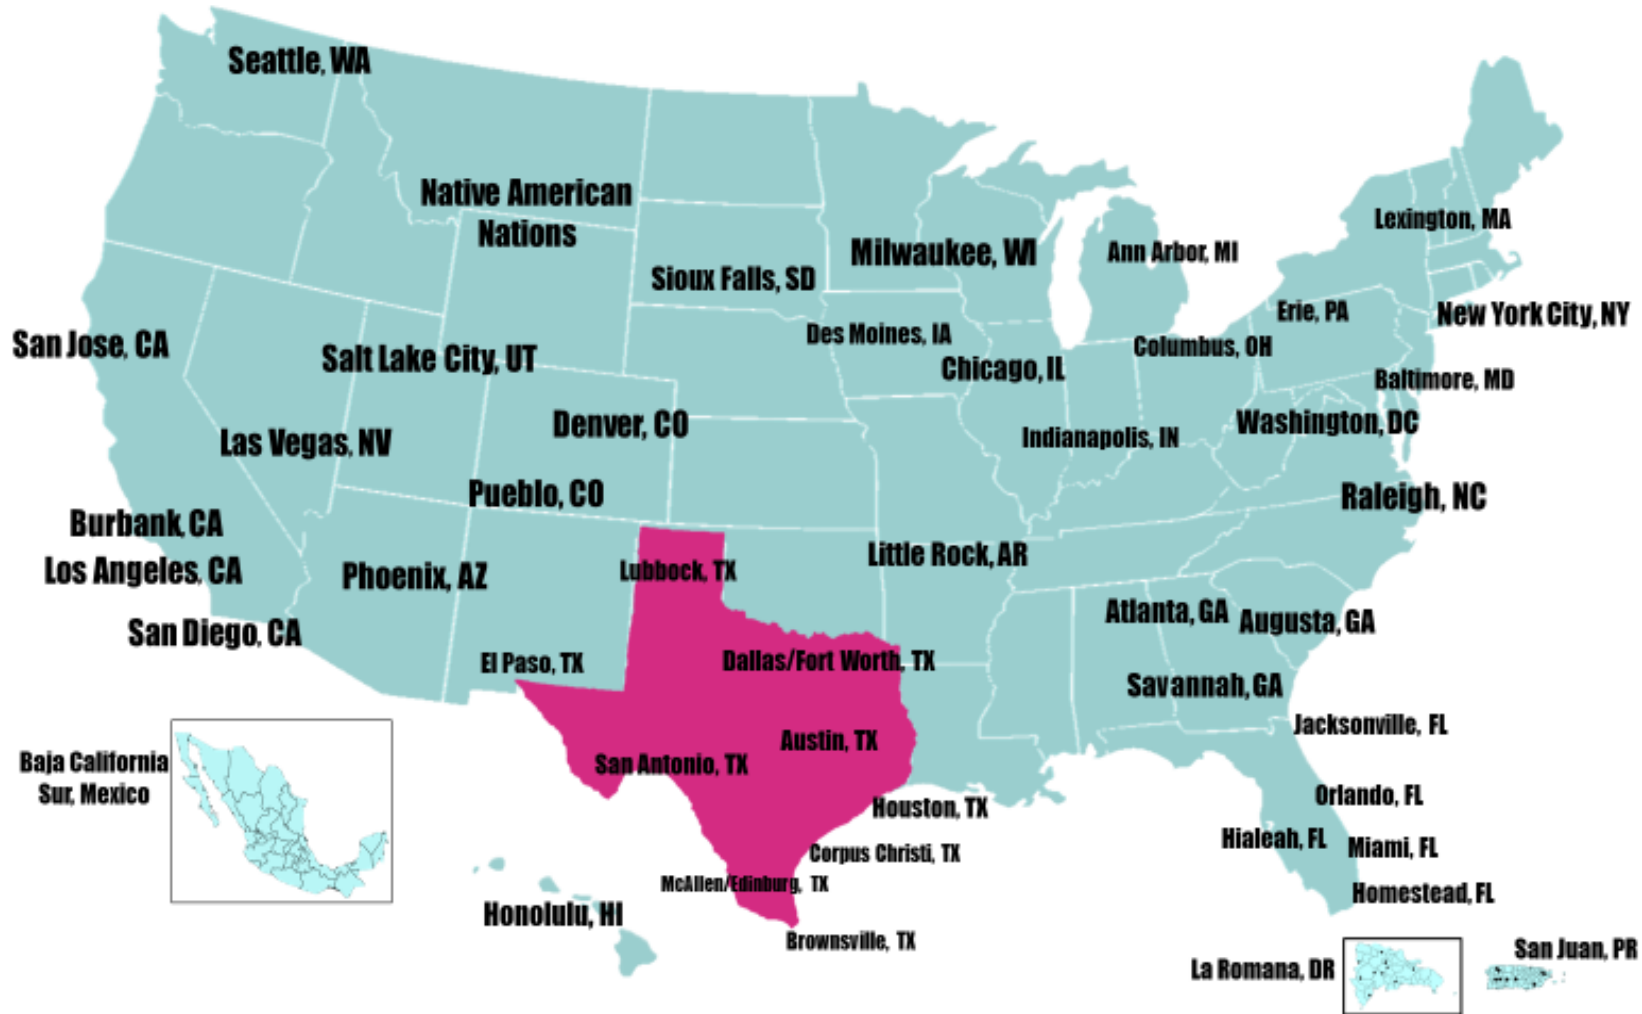 Seattle, WA
Native American
Nations
Lexington, MA
Milwaukee, WI
Ann Arbor, MI
Sioux Falls, SD
Erie, PA
New York City, NY
Des Moines, IA
San Jose, CA
Salt Lake City, UT
Columbus, OH
Chicago, IL
Baltimore, MD
Denver, CO
Washington, DC
Las Vegas, NV
Indianapolis, IN
Pueblo, CO
Raleigh, NC
Burbank, CA
Los Angeles, CA
Phoenix, AZ
Lubbock, TX
Little Rock, AR
Atlanta, GA
Augusta, GA
San Diego, CA
El Paso, TX
Dallas/Fort Worth, TX
Savannah, GA
Jacksonville, FL
Austin, TX
San Antonio, TX
Baja California
Sur, Mexico
Houston, TX
Orlando, FL
Hialeah, FL
Miami, FL
Corpus Christi, TX
McAllen/Edinburg, TX
Homestead, FL
Honolulu, HI
Brownsville, TX
San Juan, PR
La Romana, DR